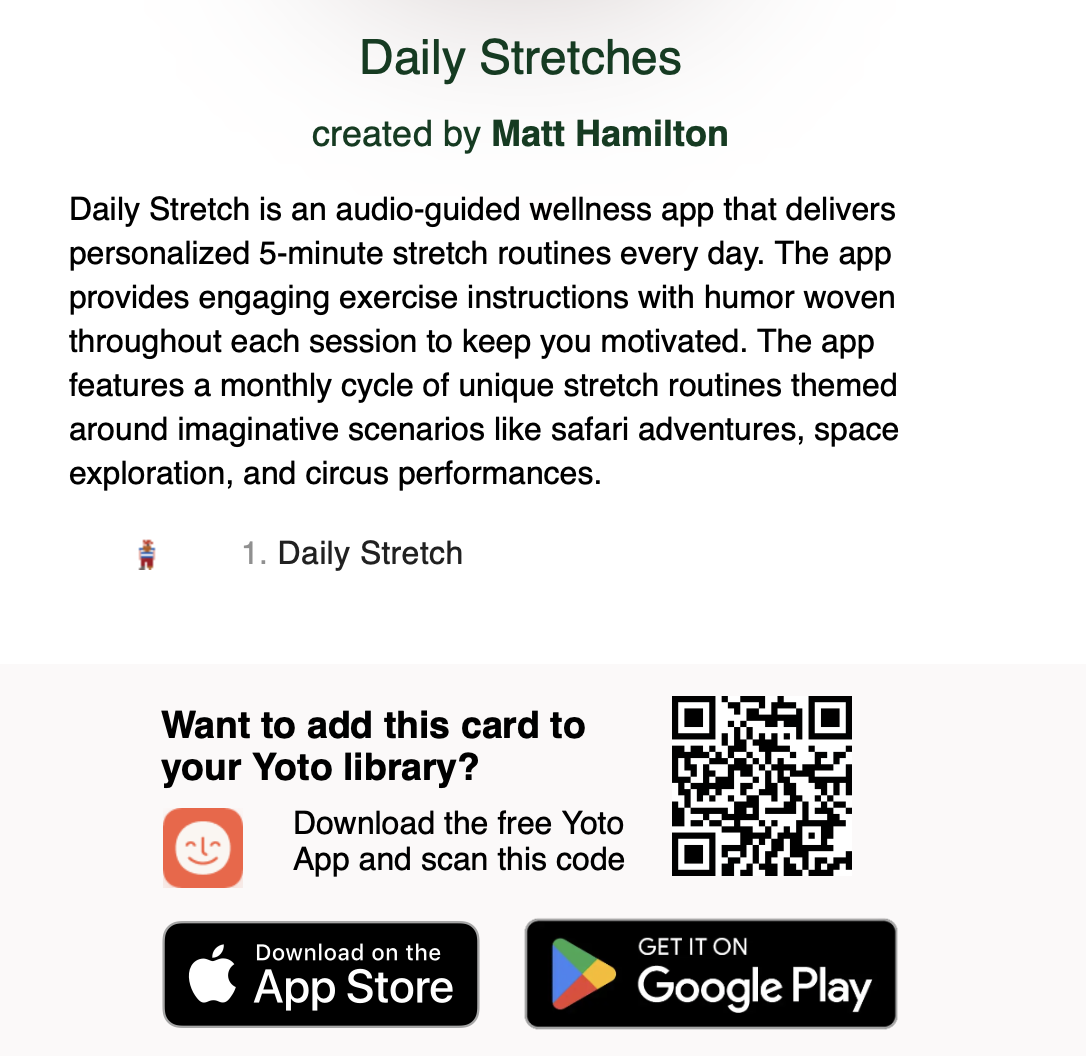 Daily Stretches
created by Matt Hamilton
Daily Stretch is an audio-guided wellness app that delivers
personalized 5-minute stretch routines every day. The app
provides engaging exercise instructions with humor woven
throughout each session to keep you motivated. The app
features a monthly cycle of unique stretch routines themed
around imaginative scenarios like safari adventures, space
exploration, and circus performances.
1. Daily Stretch
Want to add this card to
your Yoto library?
Download the free Yoto
App and scan this code
Download on the
App Store
GET IT ON
Google Play